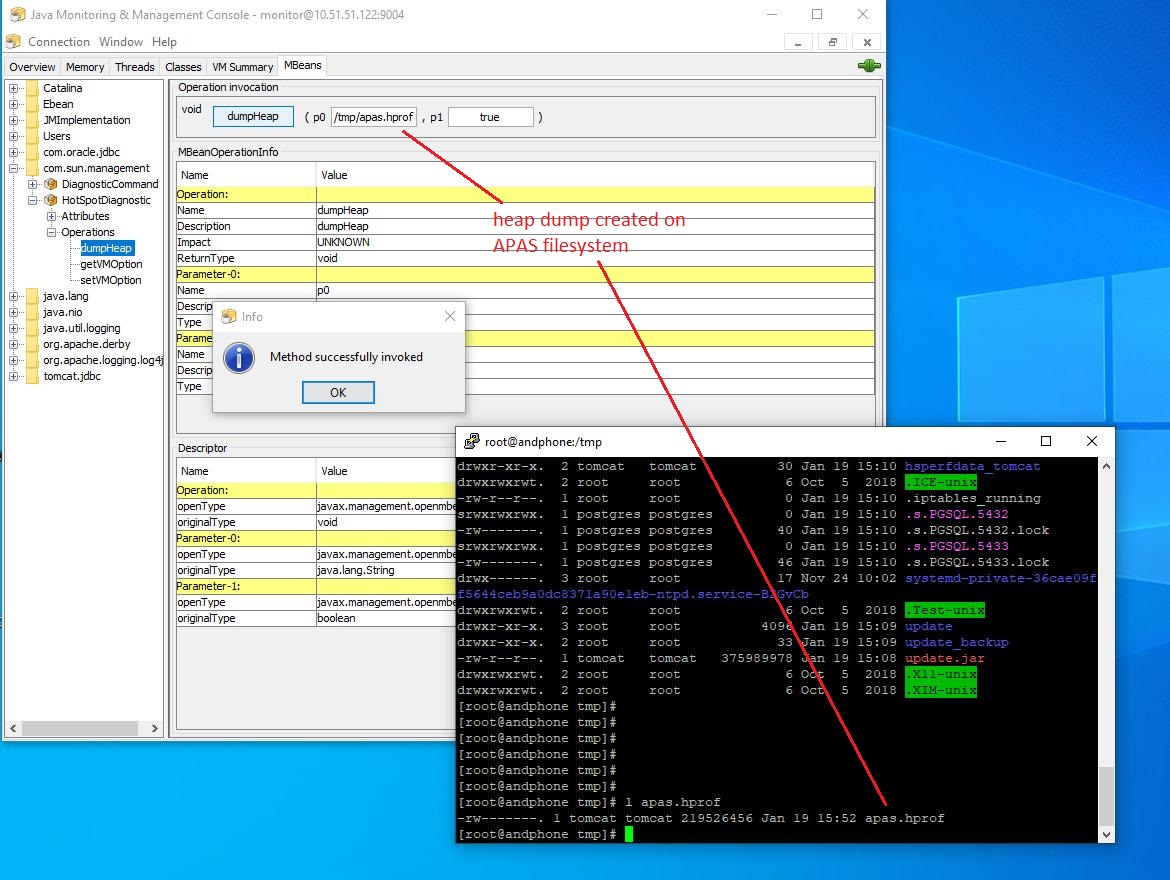 Java Monitoring & Management Console - monitor@10.51.51.122:9004
Connection Window Help
Overview Memory Threads Classes VM Summary MBeans
Catalina
Ebean
JMImplementation
Users
com.oracle.jdbc
com.sun.management
DiagnosticCommand
HotSpotDiagnostic
Attributes
Operations
dumpHeap
getVMOption
setVMOption
java.lang
java.nio
java.util.logging
org.apache.derby
org.apache.logging.log4j
tomcat.jdbc
Operation invocation
void dumpHeap ( p0 /tmp/apas.hprof , p1 true )
MBeanOperationInfo
Name Value
Operation:
Name dumpHeap
Description dumpHeap
Impact UNKNOWN
ReturnType void
Parameter-0:
Name p0
Descrip
Type
Parame
Name
Descrip
Type
heap dump created on
APAS filesystem
Info
Method successfully invoked
OK
Descriptor
Name Value
Operation:
openType javax.management.openmbe
originalType void
Parameter-0:
openType javax.management.openmbe
originalType java.lang.String
Parameter-1:
openType javax.management.openmbe
originalType boolean
root@andphone:/tmp
drwxr-xr-x. 2 tomcat tomcat 30 Jan 19 15:10 hsperfdata_tomcat
drwxrwxrwt. 2 root root 6 Oct 5 2018 .ICE-unix
-rw-r--r--. 1 root root 0 Jan 19 15:10 .iptables_running
srwxrwxrwx. 1 postgres postgres 0 Jan 19 15:10 .s.PGSQL.5432
-rw-------. 1 postgres postgres 40 Jan 19 15:10 .s.PGSQL.5432.lock
srwxrwxrwx. 1 postgres postgres 0 Jan 19 15:10 .s.PGSQL.5433
-rw-------. 1 postgres postgres 46 Jan 19 15:10 .s.PGSQL.5433.lock
drwx------. 3 root root 17 Nov 24 10:02 systemd-private-36cae09f
f5644ceb9a0dc8371a90e1eb-ntpd.service-BZGvCb
drwxrwxrwt. 2 root root 6 Oct 5 2018 .Test-unix
drwxr-xr-x. 3 root root 4096 Jan 19 15:09 update
drwxr-xr-x. 2 root root 33 Jan 19 15:09 update_backup
-rw-r--r--. 1 tomcat tomcat 375989978 Jan 19 15:08 update.jar
drwxrwxrwt. 2 root root 6 Oct 5 2018 .X11-unix
drwxrwxrwt. 2 root root 6 Oct 5 2018 .XIM-unix
[root@andphone tmp]#
[root@andphone tmp]#
[root@andphone tmp]#
[root@andphone tmp]#
[root@andphone tmp]#
[root@andphone tmp]#
[root@andphone tmp]# l apas.hprof
-rw-------. 1 tomcat tomcat 219526456 Jan 19 15:52 apas.hprof
[root@andphone tmp]#